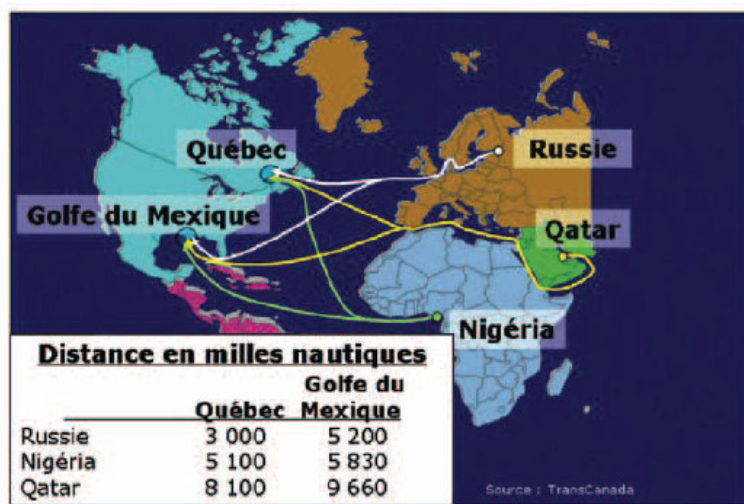 Québec
Russie
Golfe du Mexique
Qatar
Nigéria
Distance en milles nautiques
Golfe du
Québec Mexique
Russie 3 000 5 200
Nigéria 5 100 5 830
Qatar 8 100 9 660
Source : TransCanada